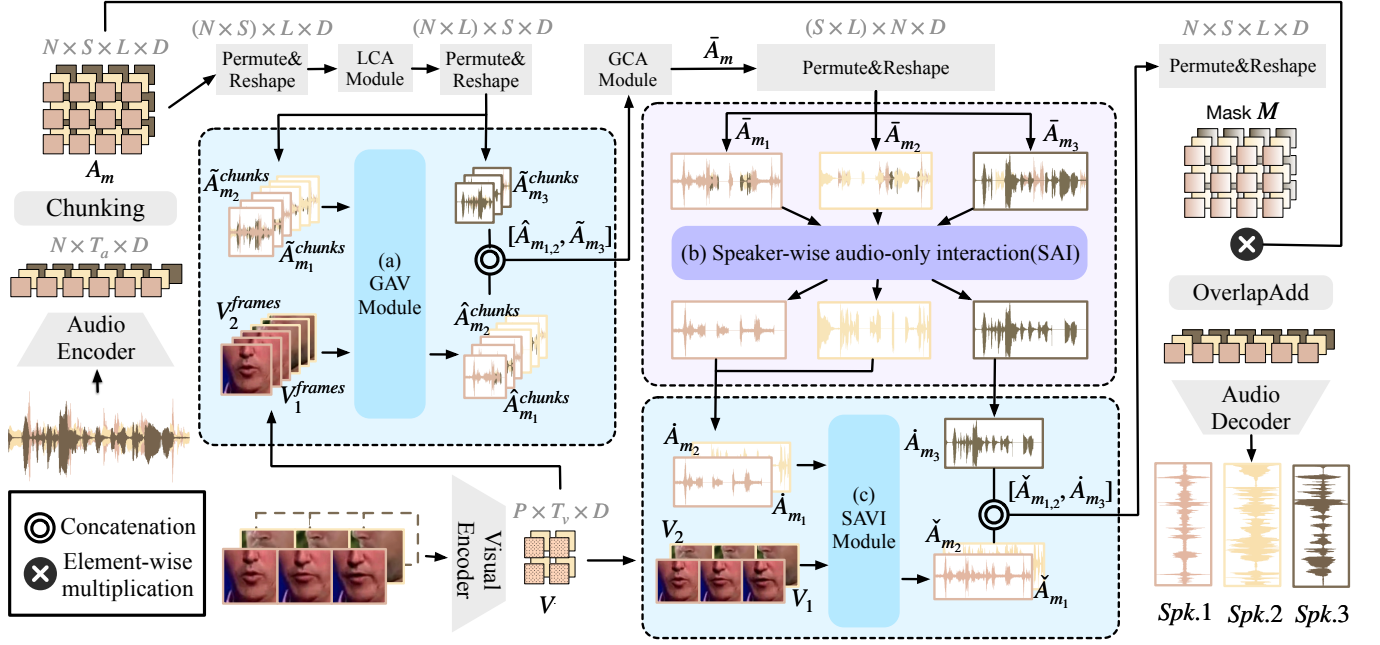 N × S × L × D
(N × S) × L × D
(N × L) × S × D
(S × L) × N × D
N × S × L × D
Permute&
Reshape
LCA
Module
Permute&
Reshape
GCA
Module
Ā_m
Permute&Reshape
Permute&Reshape
A_m
Chunking
N × T_a × D
Audio
Encoder
Ã_{m_2}^{chunks}
Ã_{m_1}^{chunks}
V_2^{frames}
V_1^{frames}
(a)
GAV
Module
Ã_{m_3}^{chunks}
[Â_{m_{1,2}}, Ã_{m_3}]
Â_{m_2}^{chunks}
Â_{m_1}^{chunks}
Ā_{m_1}
Ā_{m_2}
Ā_{m_3}
(b) Speaker-wise audio-only interaction(SAI)
Ȧ_{m_2}
Ȧ_{m_1}
V_2
V_1
(c)
SAVI
Module
Ȧ_{m_3}
[Ǎ_{m_{1,2}}, Ȧ_{m_3}]
Ǎ_{m_2}
Ǎ_{m_1}
Mask M
OverlapAdd
Audio
Decoder
Spk.1
Spk.2
Spk.3
Concatenation
Element-wise
multiplication
Visual
Encoder
P × T_v × D
V